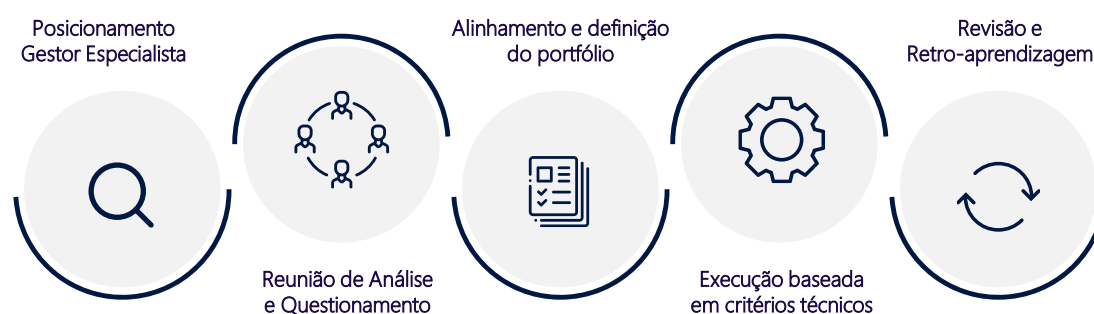 Posicionamento
Gestor Especialista
Reunião de Análise
e Questionamento
Alinhamento e definição
do portfólio
Execução baseada
em critérios técnicos
Revisão e
Retro-aprendizagem